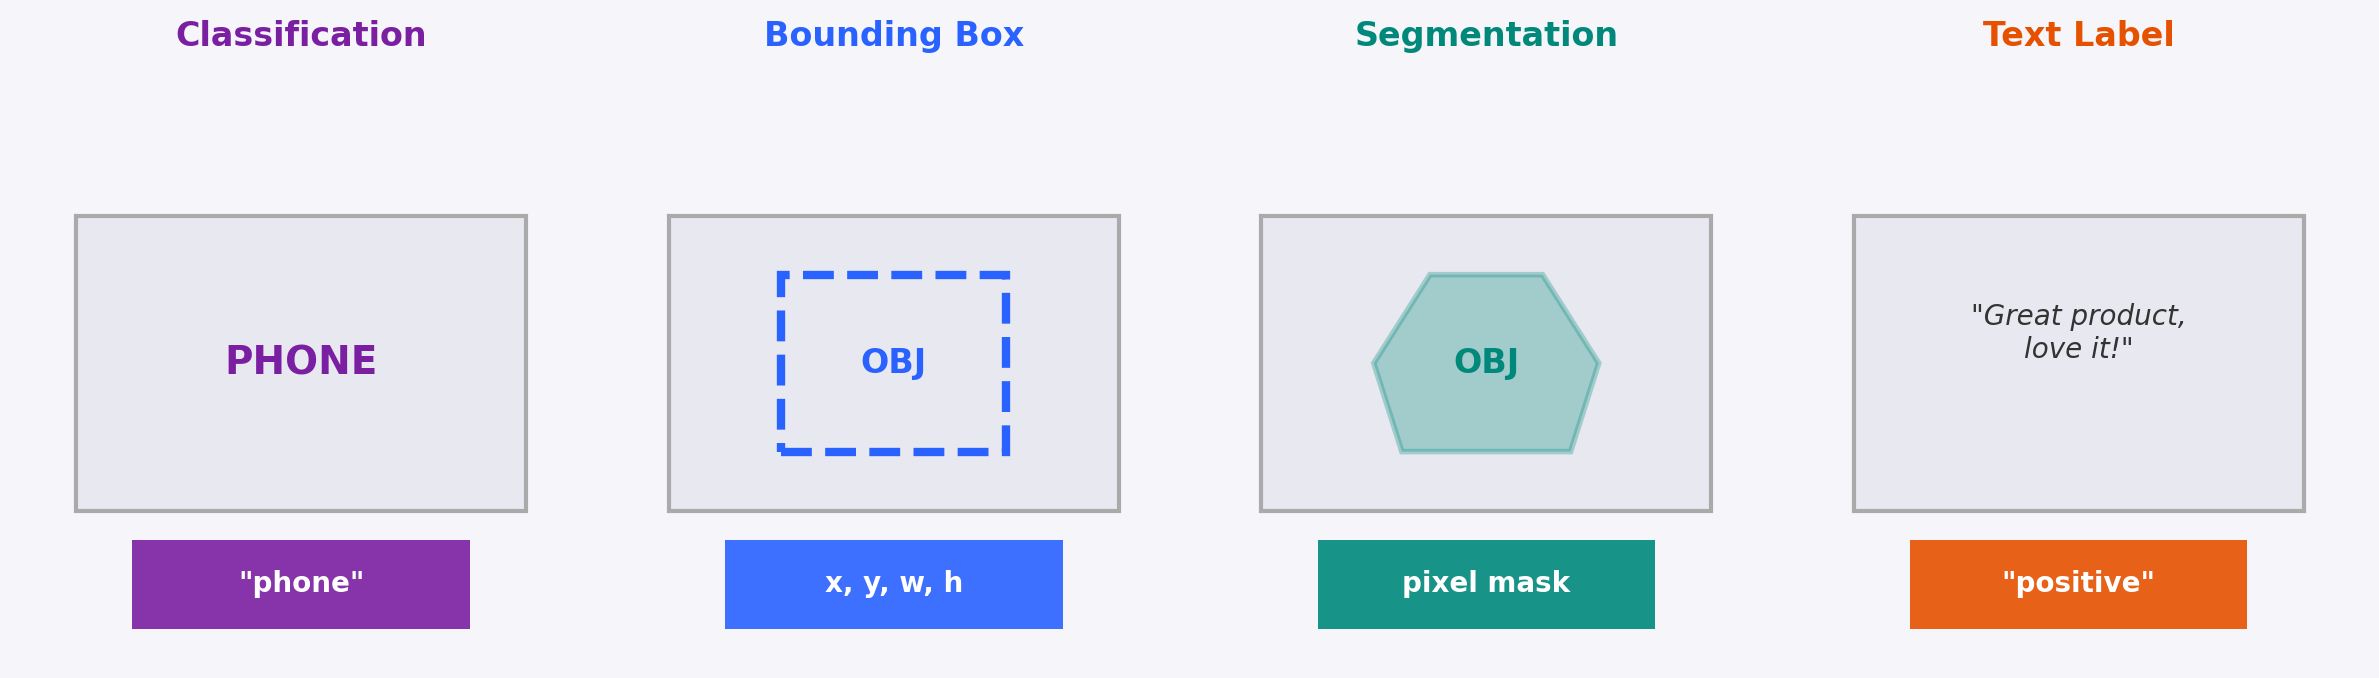 Classification
Bounding Box
Segmentation
Text Label
PHONE
OBJ
OBJ
"Great product,
love it!"
"phone"
x, y, w, h
pixel mask
"positive"